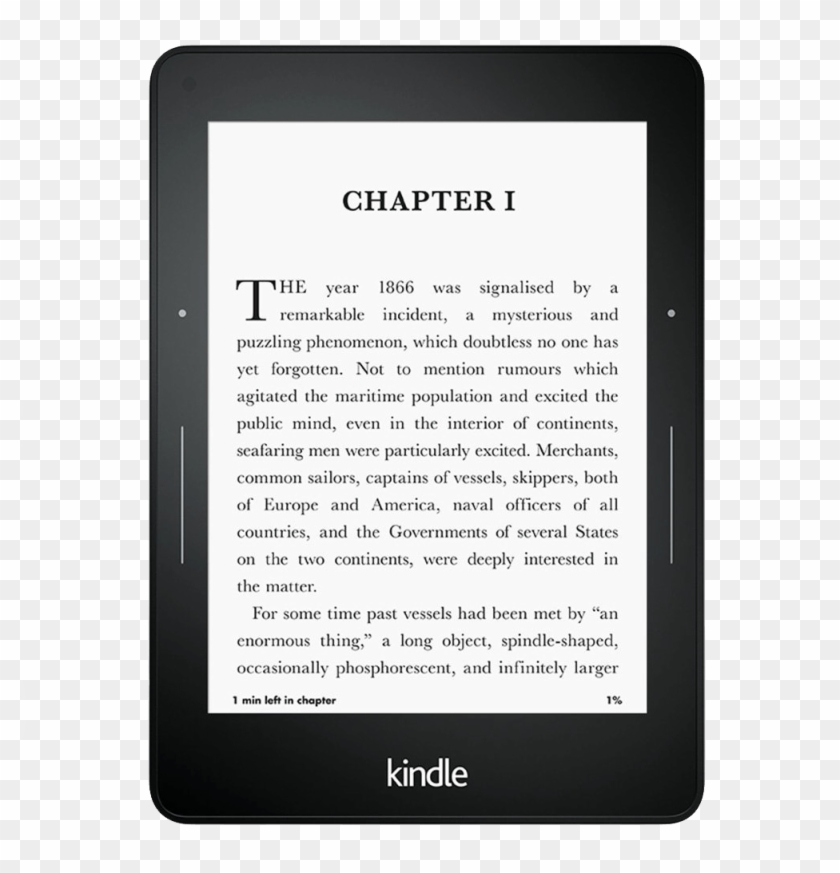 CHAPTER I
THE year 1866 was signalised by a
remarkable incident, a mysterious and
puzzling phenomenon, which doubtless no one has
yet forgotten. Not to mention rumours which
agitated the maritime population and excited the
public mind, even in the interior of continents,
seafaring men were particularly excited. Merchants,
common sailors, captains of vessels, skippers, both
of Europe and America, naval officers of all
countries, and the Governments of several States
on the two continents, were deeply interested in
the matter.
For some time past vessels had been met by “an
enormous thing,” a long object, spindle-shaped,
occasionally phosphorescent, and infinitely larger
1 min left in chapter 1%
kindle